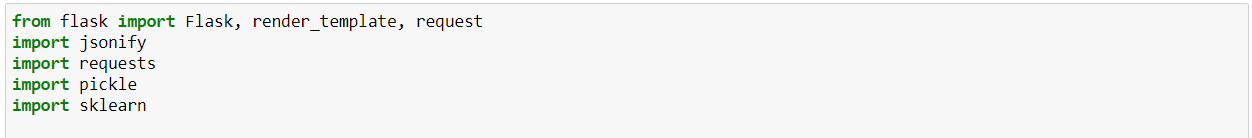 from flask import Flask, render_template, request
import jsonify
import requests
import pickle
import sklearn